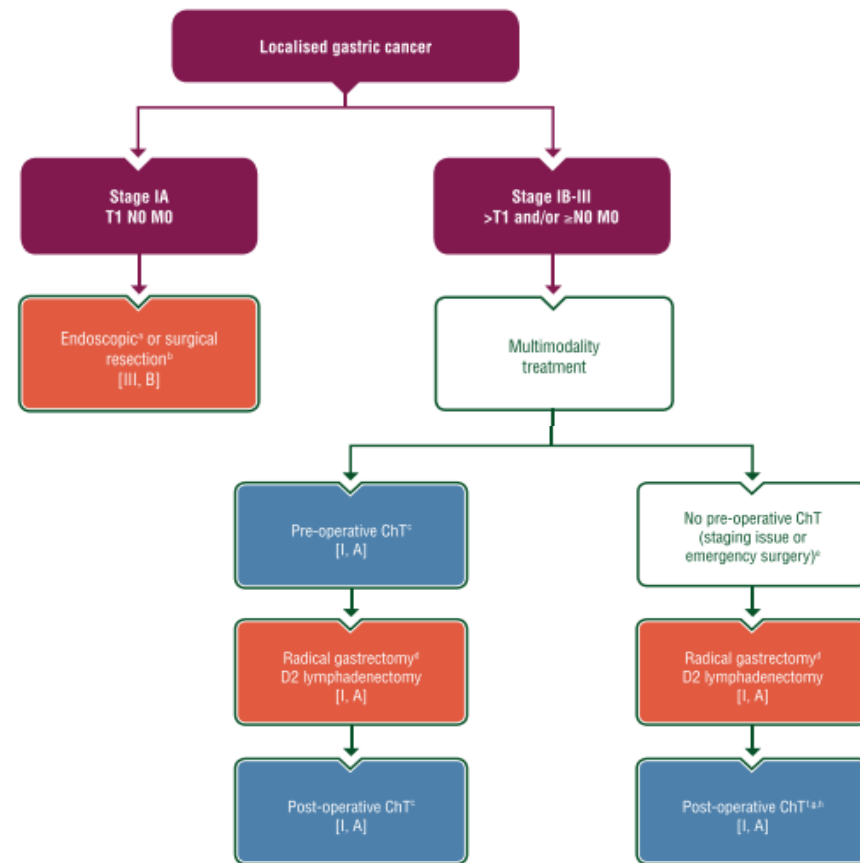 Localised gastric cancer
Stage IA
T1 N0 M0
Stage IB-III
>T1 and/or ≥N0 M0
Endoscopicᵃ or surgical
resectionᵇ
[III, B]
Multimodality
treatment
Pre-operative ChTᶜ
[I, A]
No pre-operative ChT
(staging issue or
emergency surgery)ᵉ
Radical gastrectomyᵈ
D2 lymphadenectomy
[I, A]
Radical gastrectomyᵈ
D2 lymphadenectomy
[I, A]
Post-operative ChTᶜ
[I, A]
Post-operative ChTᶠ,ᵍ,ʰ
[I, A]